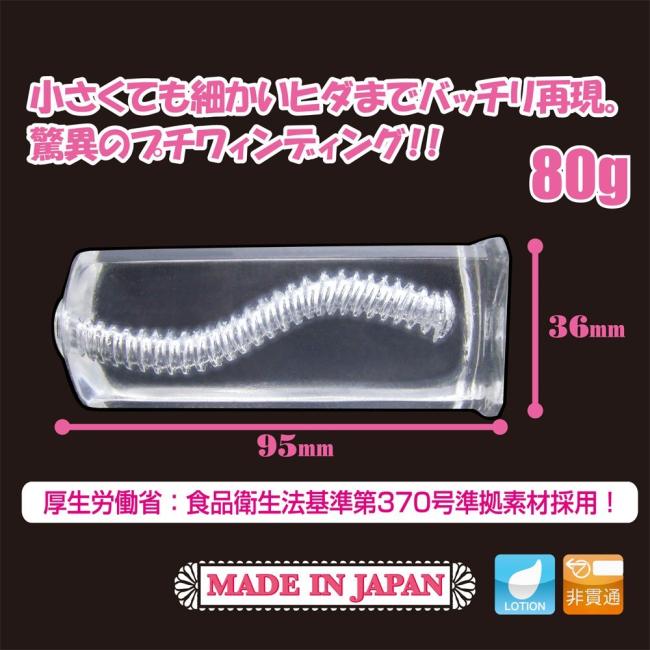 小さくても細かいヒダまでバッチリ再現。
驚異のプチワィンディング!!
80g
36mm
95mm
厚生労働省：食品衛生法基準第370号準拠素材採用！
MADE IN JAPAN
LOTION
非貫通